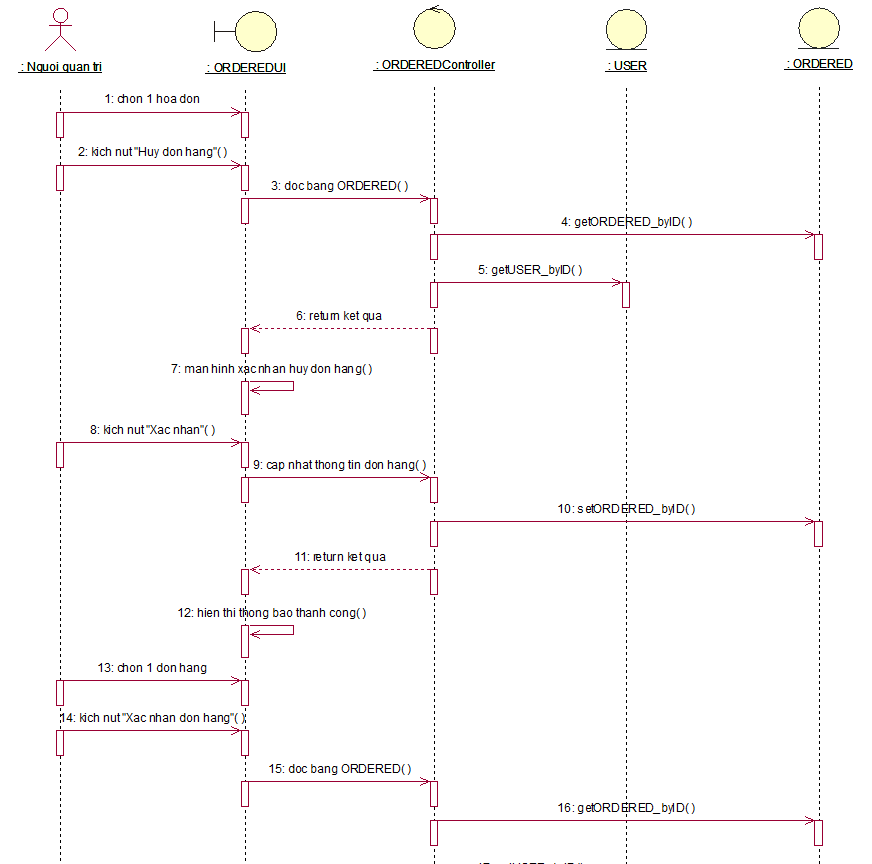 : Nguoi quan tri
: ORDEREDUI
: ORDEREDController
: USER
: ORDERED
1: chon 1 hoa don
2: kich nut "Huy don hang"( )
3: doc bang ORDERED( )
4: getORDERED_byID( )
5: getUSER_byID( )
6: return ket qua
7: man hinh xac nhan huy don hang( )
8: kich nut "Xac nhan"( )
9: cap nhat thong tin don hang( )
10: setORDERED_byID( )
11: return ket qua
12: hien thi thong bao thanh cong( )
13: chon 1 don hang
14: kich nut "Xac nhan don hang"( )
15: doc bang ORDERED( )
16: getORDERED_byID( )